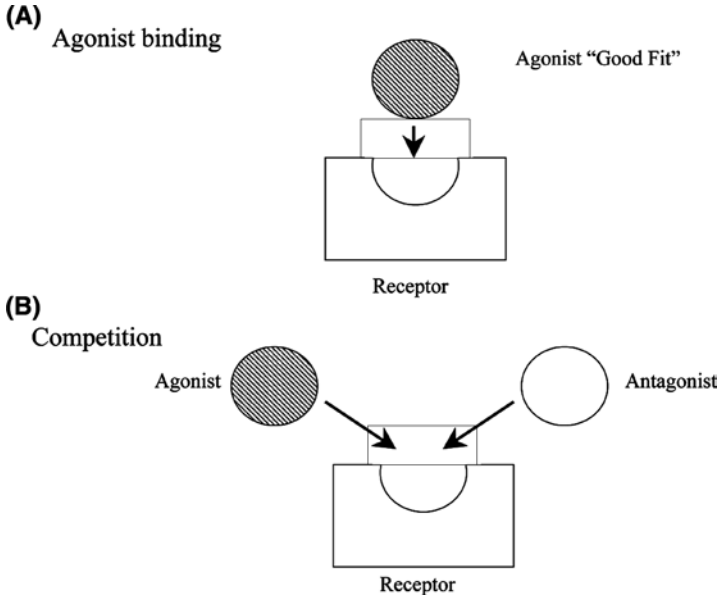 (A)
Agonist binding
Agonist “Good Fit”
Receptor
(B)
Competition
Agonist
Antagonist
Receptor